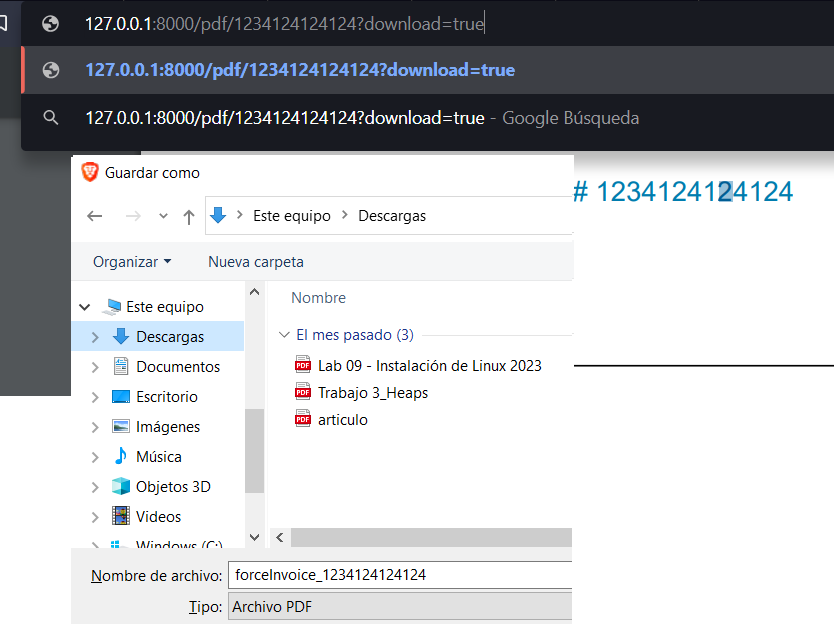 127.0.0.1:8000/pdf/1234124124124?download=true
127.0.0.1:8000/pdf/1234124124124?download=true
127.0.0.1:8000/pdf/1234124124124?download=true - Google Búsqueda
# 1234124124124
Guardar como
Este equipo > Descargas
Organizar Nueva carpeta
Nombre
Este equipo
Descargas
Documentos
Escritorio
Imágenes
Música
Objetos 3D
Videos
Windows (C:)
El mes pasado (3)
PDF Lab 09 - Instalación de Linux 2023
PDF Trabajo 3_Heaps
PDF articulo
Nombre de archivo: forceInvoice_1234124124124
Tipo: Archivo PDF